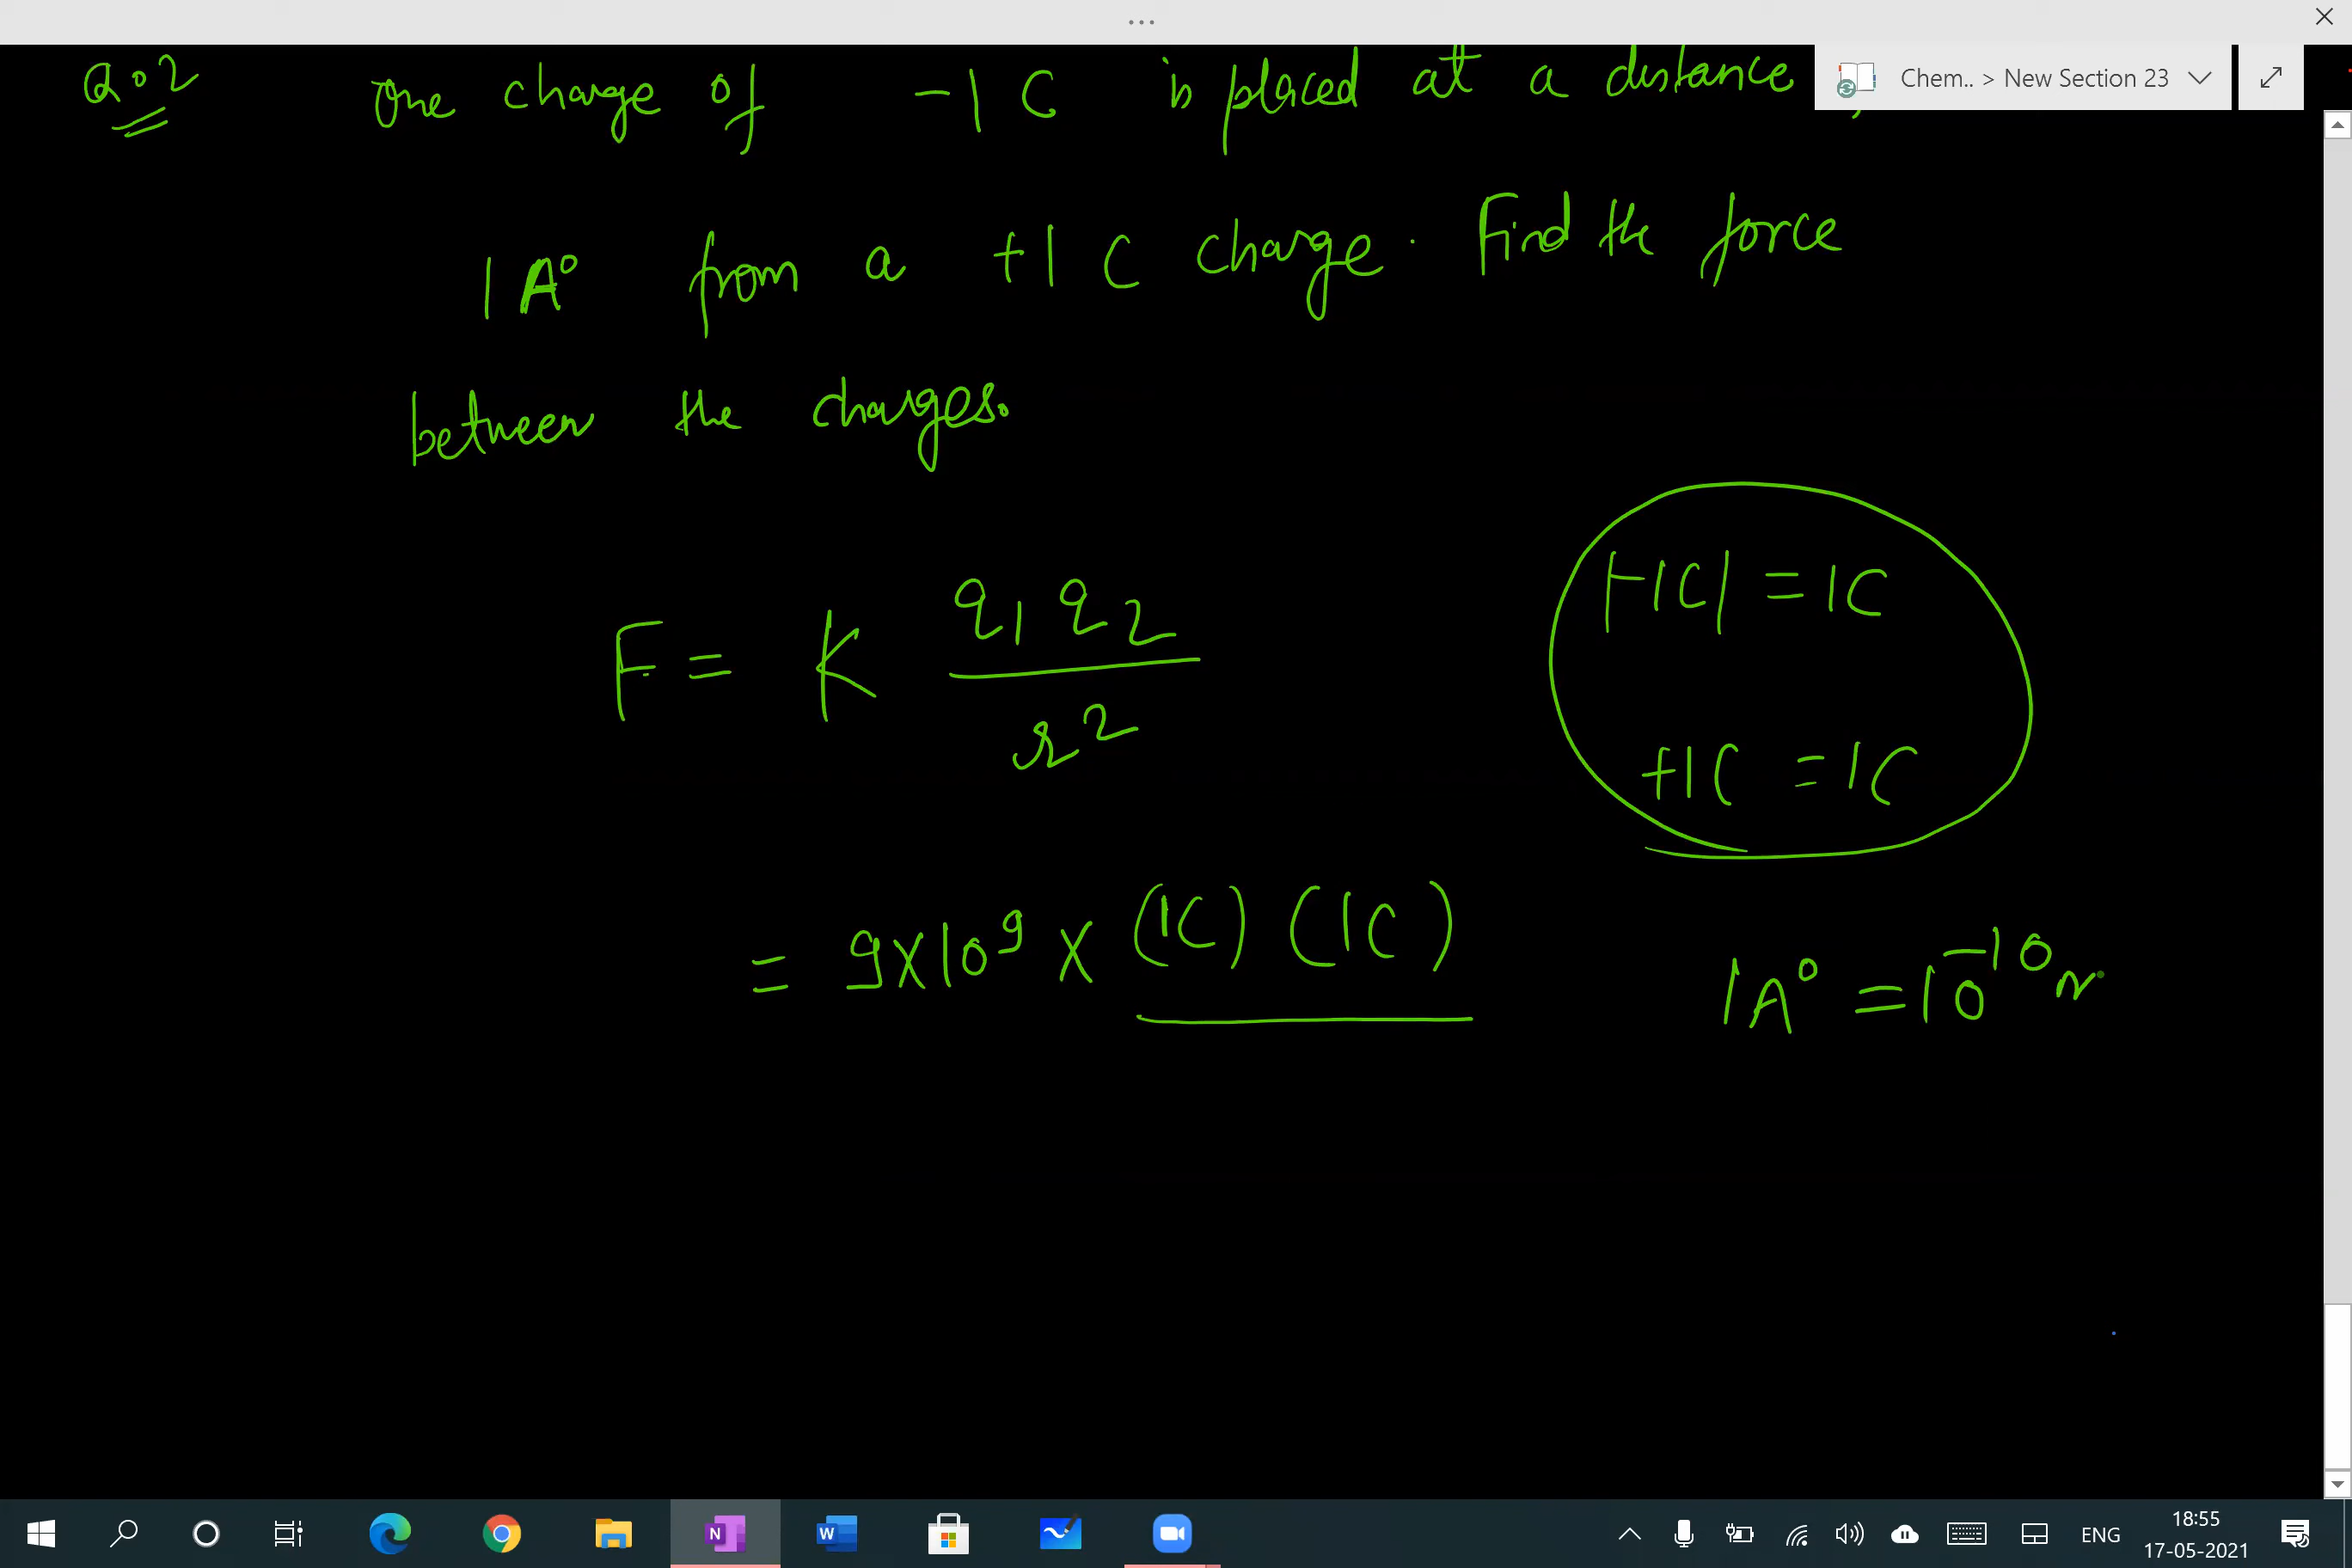 ...
Chem.. > New Section 23
Q.2 One charge of -1 C is placed at a distance
1 A° from a +1 C charge. Find the force
between the charges.
F = K q₁ q₂ / r²
|-1C| = 1C
+1C = 1C
= 9×10⁹ × (1C) (1C)
1A° = 10⁻¹⁰
ENG
18:55
17-05-2021